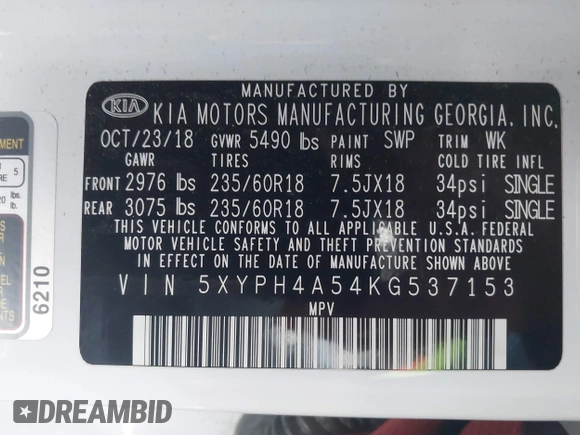 MANUFACTURED BY
KIA KIA MOTORS MANUFACTURING GEORGIA, INC.
OCT/23/18 GVWR 5490 lbs PAINT SWP TRIM WK
GAWR TIRES RIMS COLD TIRE INFL
FRONT 2976 lbs 235/60R18 7.5JX18 34psi SINGLE
REAR 3075 lbs 235/60R18 7.5JX18 34psi SINGLE
THIS VEHICLE CONFORMS TO ALL APPLICABLE U.S.A. FEDERAL
MOTOR VEHICLE SAFETY AND THEFT PREVENTION STANDARDS
IN EFFECT ON THE DATE OF MANUFACTURE SHOWN ABOVE.
VIN 5XYPH4A54KG537153
MPV
5
6210
DREAMBID